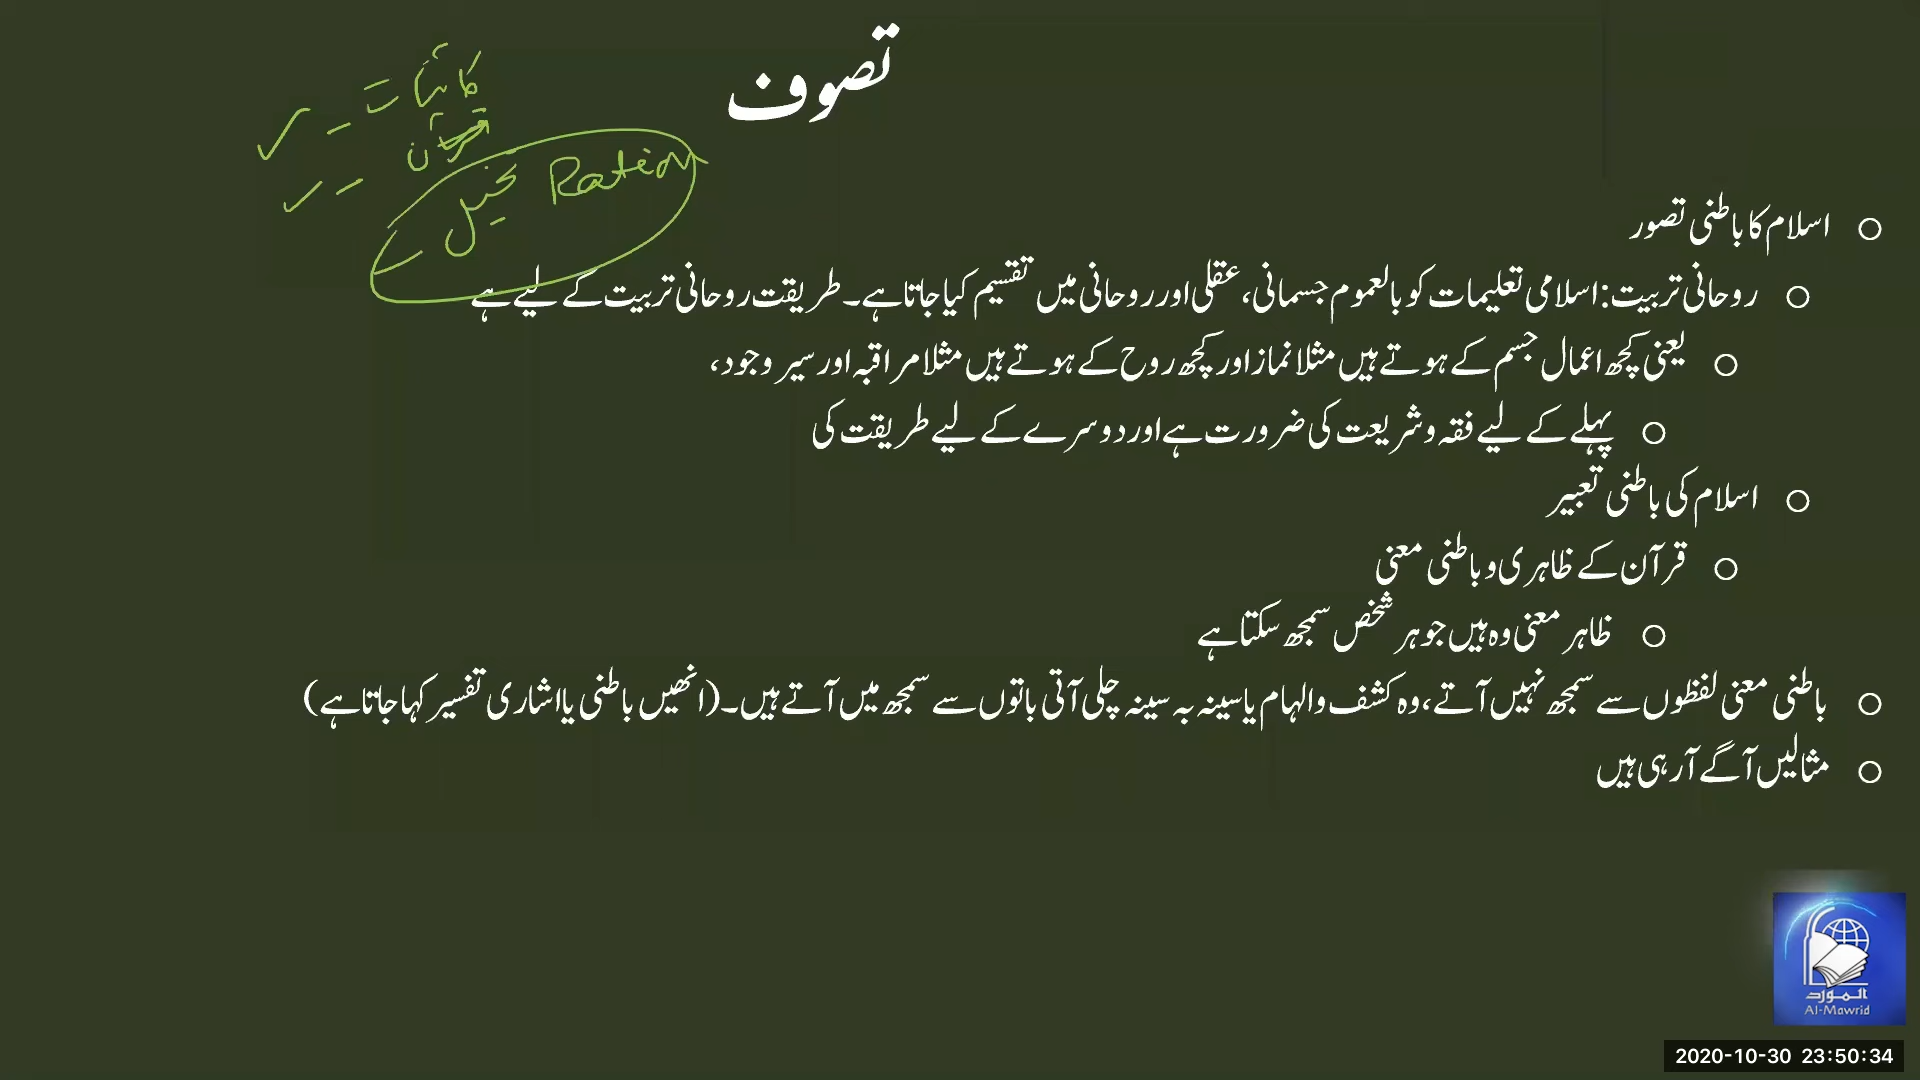 تصوف
کائنات -
قرآن -
تخیل Ration
اسلام کا باطنی تصور
روحانی تربیت: اسلامی تعلیمات کو بالعموم جسمانی، عقلی اور روحانی میں تقسیم کیا جاتا ہے۔ طریقت روحانی تربیت کے لیے ہے
یعنی کچھ اعمال جسم کے ہوتے ہیں مثلا نماز اور کچھ روح کے ہوتے ہیں مثلا مراقبہ اور سیر وجود،
پہلے کے لیے فقہ و شریعت کی ضرورت ہے اور دوسرے کے لیے طریقت کی
اسلام کی باطنی تعبیر
قرآن کے ظاہری و باطنی معنی
ظاہر معنی وہ ہیں جو ہر شخص سمجھ سکتا ہے
باطنی معنی لفظوں سے سمجھ نہیں آتے، وہ کشف و الہام یا سینہ بہ سینہ چلی آتی باتوں سے سمجھ میں آتے ہیں۔ (انھیں باطنی یا اشاری تفسیر کہا جاتا ہے)
مثالیں آگے آ رہی ہیں
المورد
Al-Mawrid
2020-10-30 23:50:34